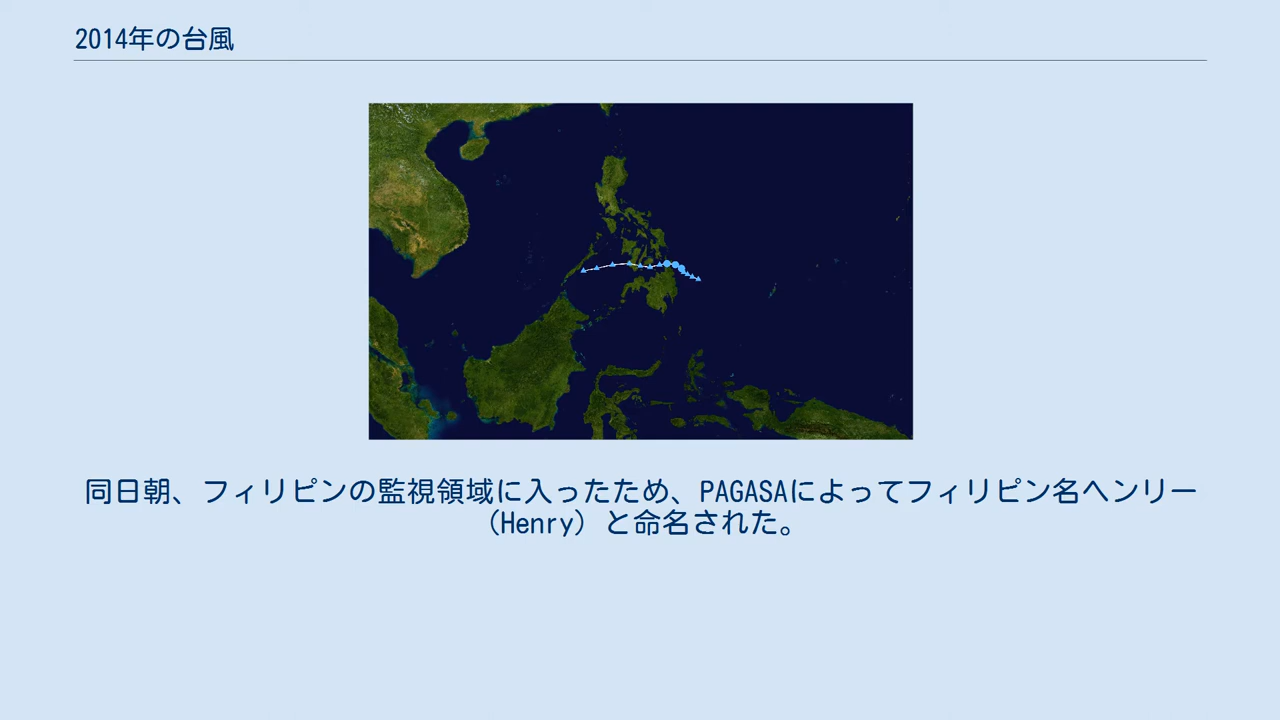 2014年の台風
同日朝、フィリピンの監視領域に入ったため、PAGASAによってフィリピン名ヘンリー
（Henry）と命名された。